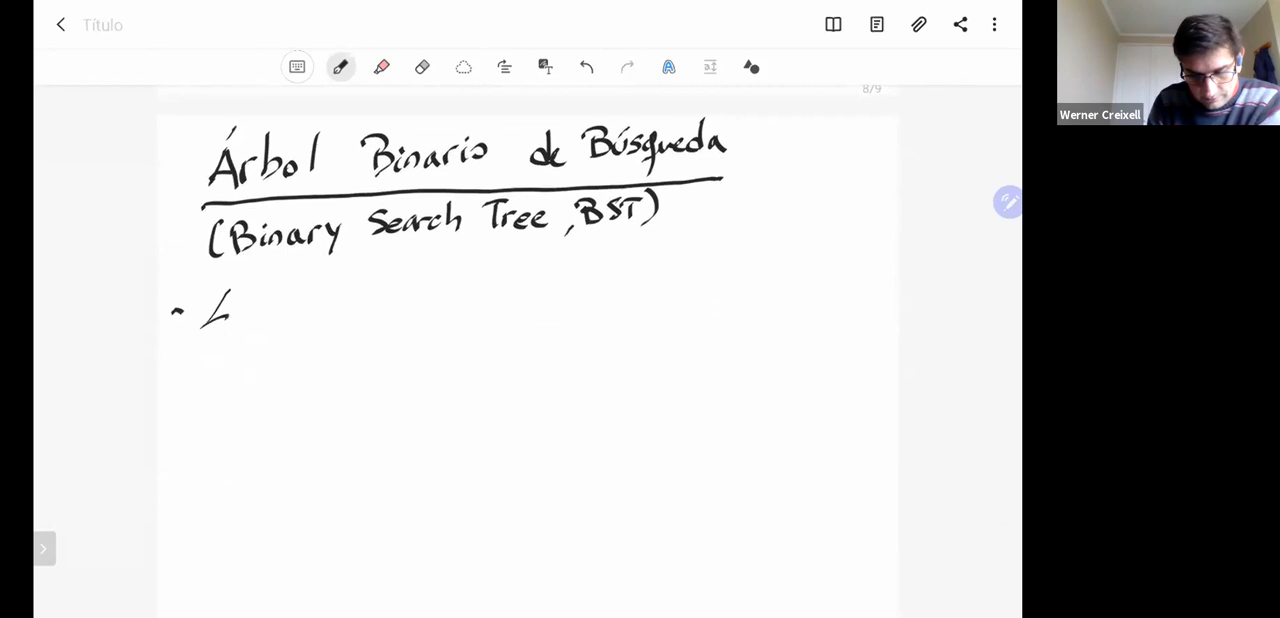 Título
8/9
Árbol Binario de Búsqueda
(Binary Search Tree, BST)
- L
Werner Creixell